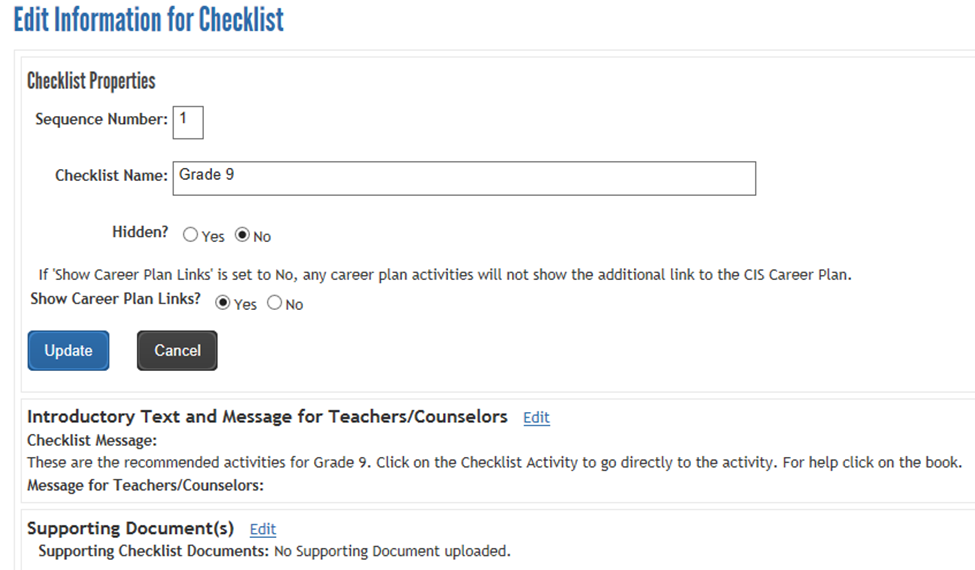 Edit Information for Checklist
Checklist Properties
Sequence Number: 1
Checklist Name: Grade 9
Hidden? Yes No
If 'Show Career Plan Links' is set to No, any career plan activities will not show the additional link to the CIS Career Plan.
Show Career Plan Links? Yes No
Update Cancel
Introductory Text and Message for Teachers/Counselors Edit
Checklist Message:
These are the recommended activities for Grade 9. Click on the Checklist Activity to go directly to the activity. For help click on the book.
Message for Teachers/Counselors:
Supporting Document(s) Edit
Supporting Checklist Documents: No Supporting Document uploaded.